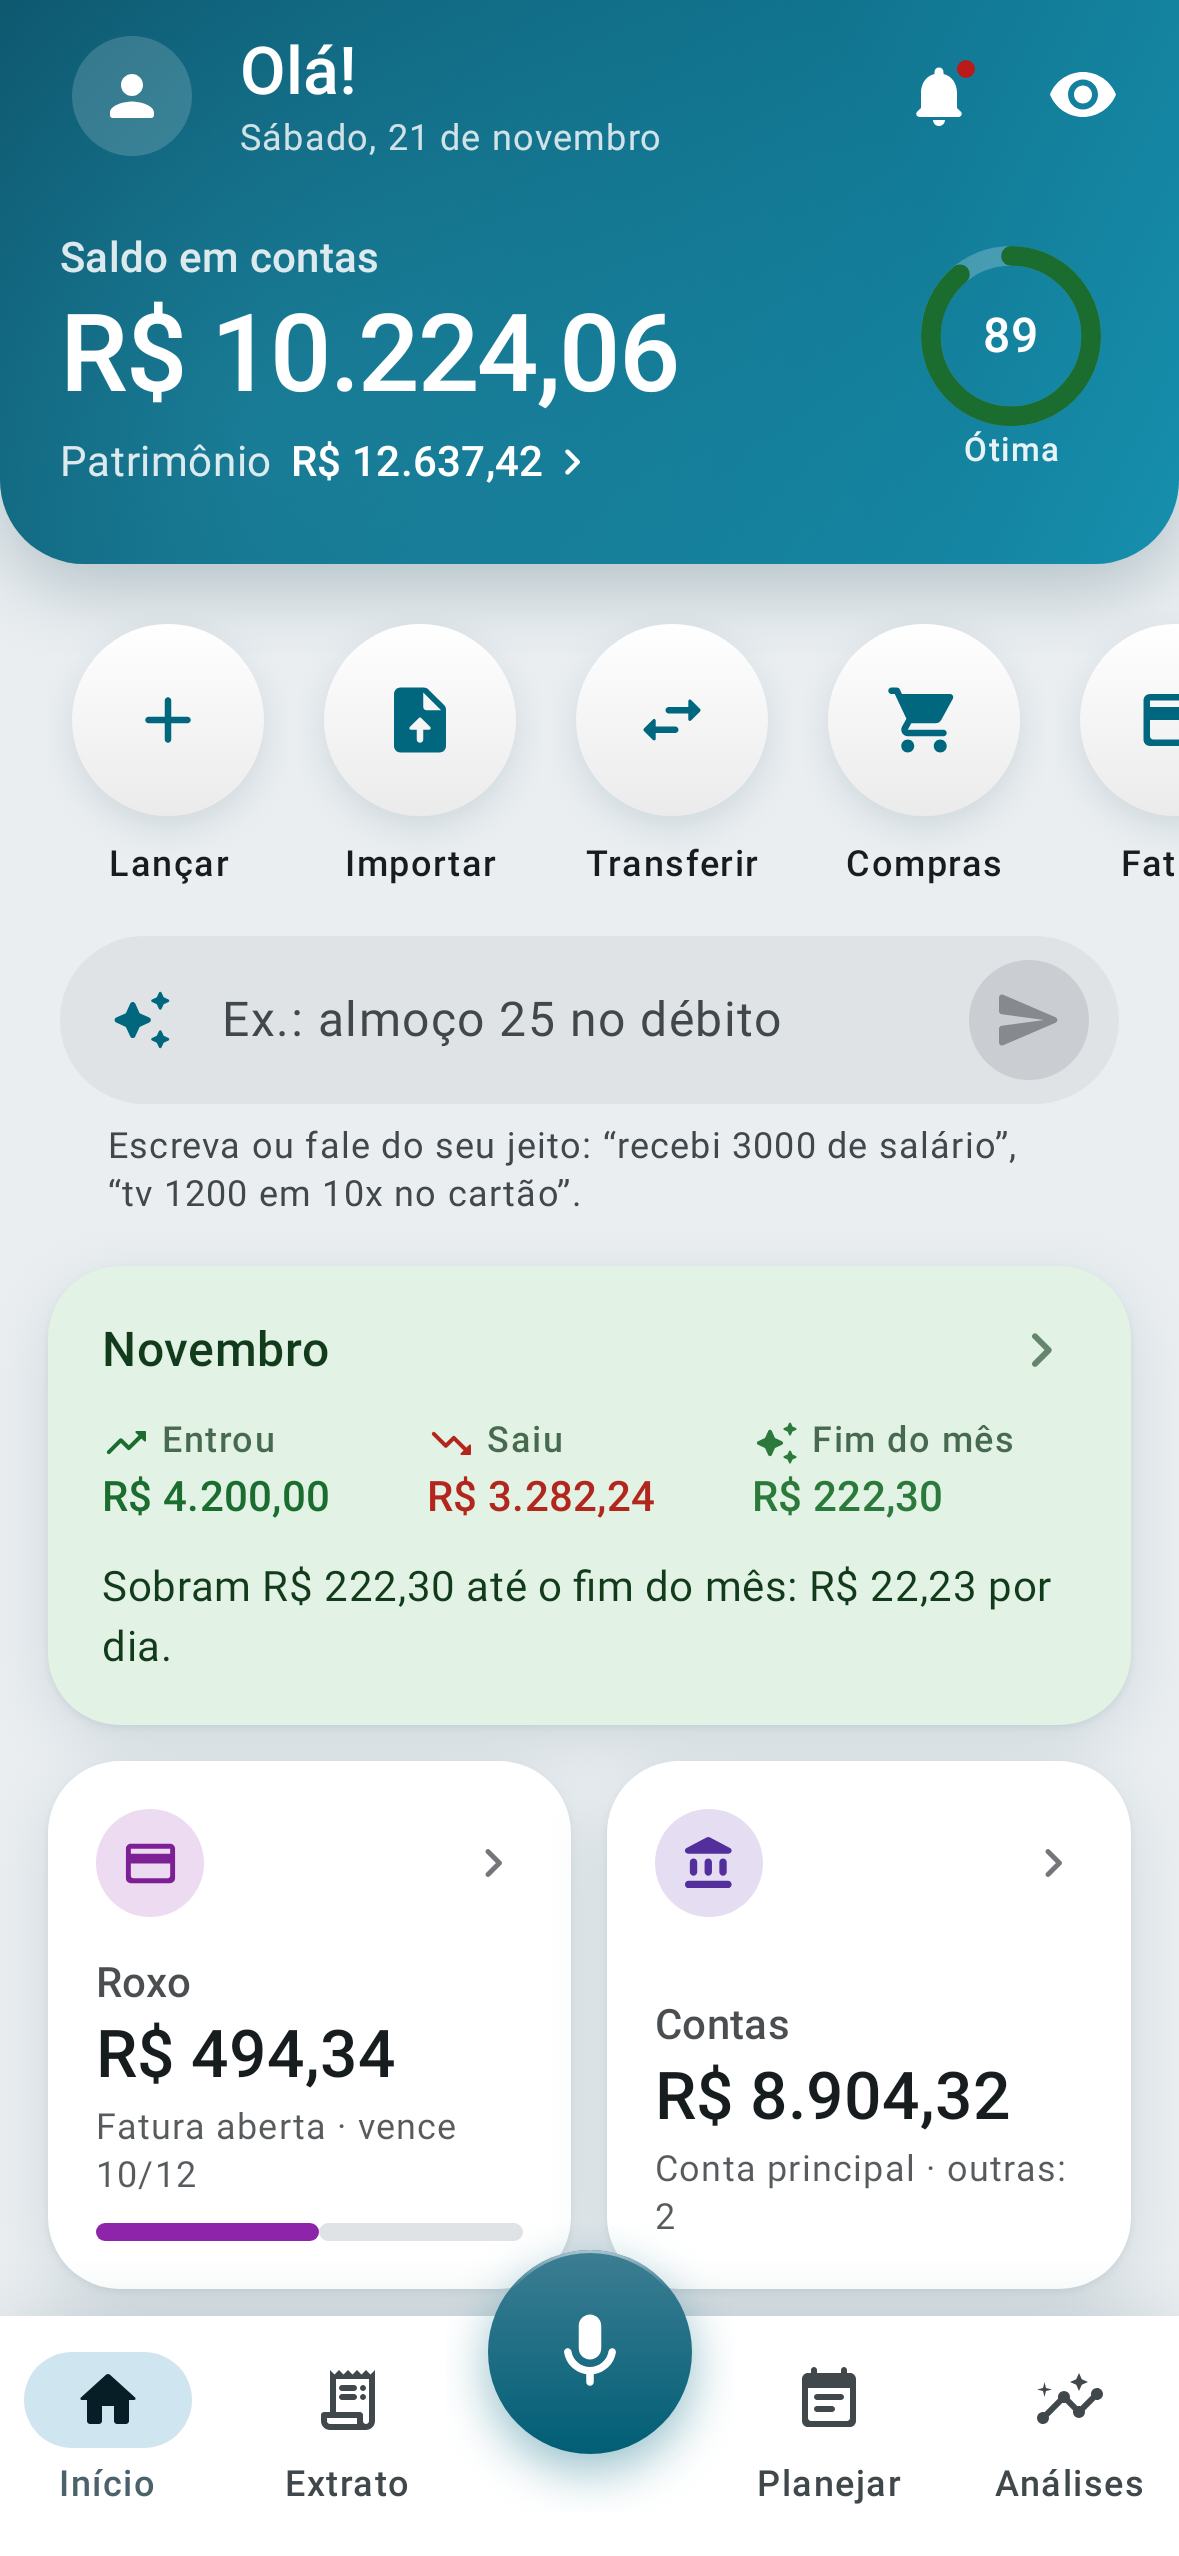 Olá!
Sábado, 21 de novembro
Saldo em contas
R$ 10.224,06
89
Ótima
Patrimônio R$ 12.637,42
Lançar
Importar
Transferir
Compras
Fat
Ex.: almoço 25 no débito
Escreva ou fale do seu jeito: “recebi 3000 de salário”,
“tv 1200 em 10x no cartão”.
Novembro
Entrou
R$ 4.200,00
Saiu
R$ 3.282,24
Fim do mês
R$ 222,30
Sobram R$ 222,30 até o fim do mês: R$ 22,23 por
dia.
Roxo
R$ 494,34
Fatura aberta · vence
10/12
Contas
R$ 8.904,32
Conta principal · outras:
2
Início
Extrato
Planejar
Análises